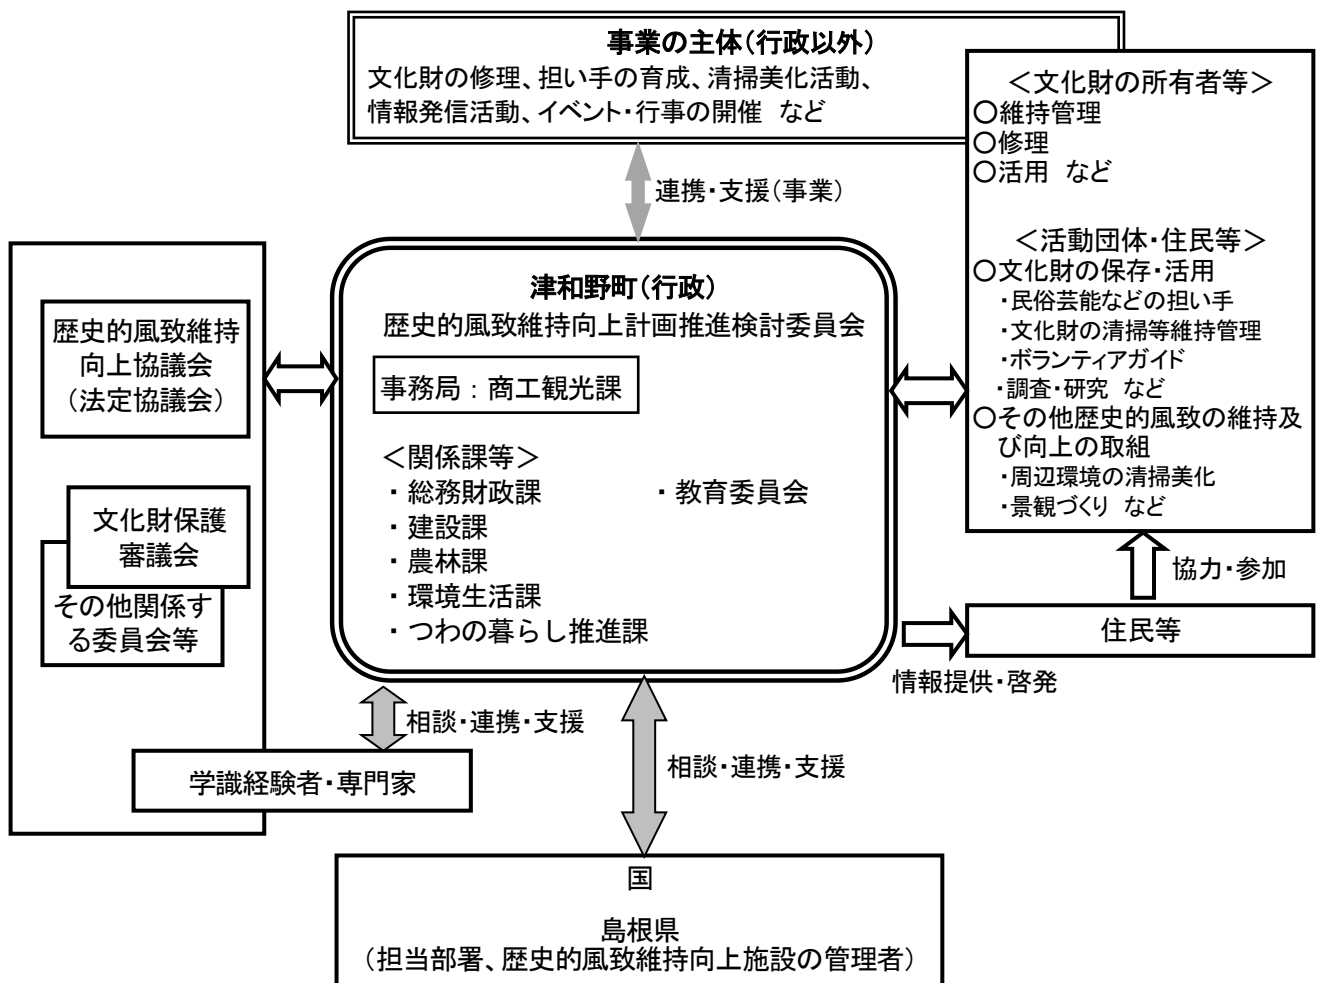 事業の主体(行政以外)
文化財の修理、担い手の育成、清掃美化活動、
情報発信活動、イベント・行事の開催 など
連携・支援(事業)
<文化財の所有者等>
○維持管理
○修理
○活用 など
<活動団体・住民等>
○文化財の保存・活用
・民俗芸能などの担い手
・文化財の清掃等維持管理
・ボランティアガイド
・調査・研究 など
○その他歴史的風致の維持及
び向上の取組
・周辺環境の清掃美化
・景観づくり など
歴史的風致維持
向上協議会
(法定協議会)
文化財保護
審議会
その他関係す
る委員会等
津和野町(行政)
歴史的風致維持向上計画推進検討委員会
事務局：商工観光課
<関係課等>
・総務財政課
・教育委員会
・建設課
・農林課
・環境生活課
・つわの暮らし推進課
協力・参加
住民等
情報提供・啓発
相談・連携・支援
学識経験者・専門家
相談・連携・支援
国
島根県
(担当部署、歴史的風致維持向上施設の管理者)